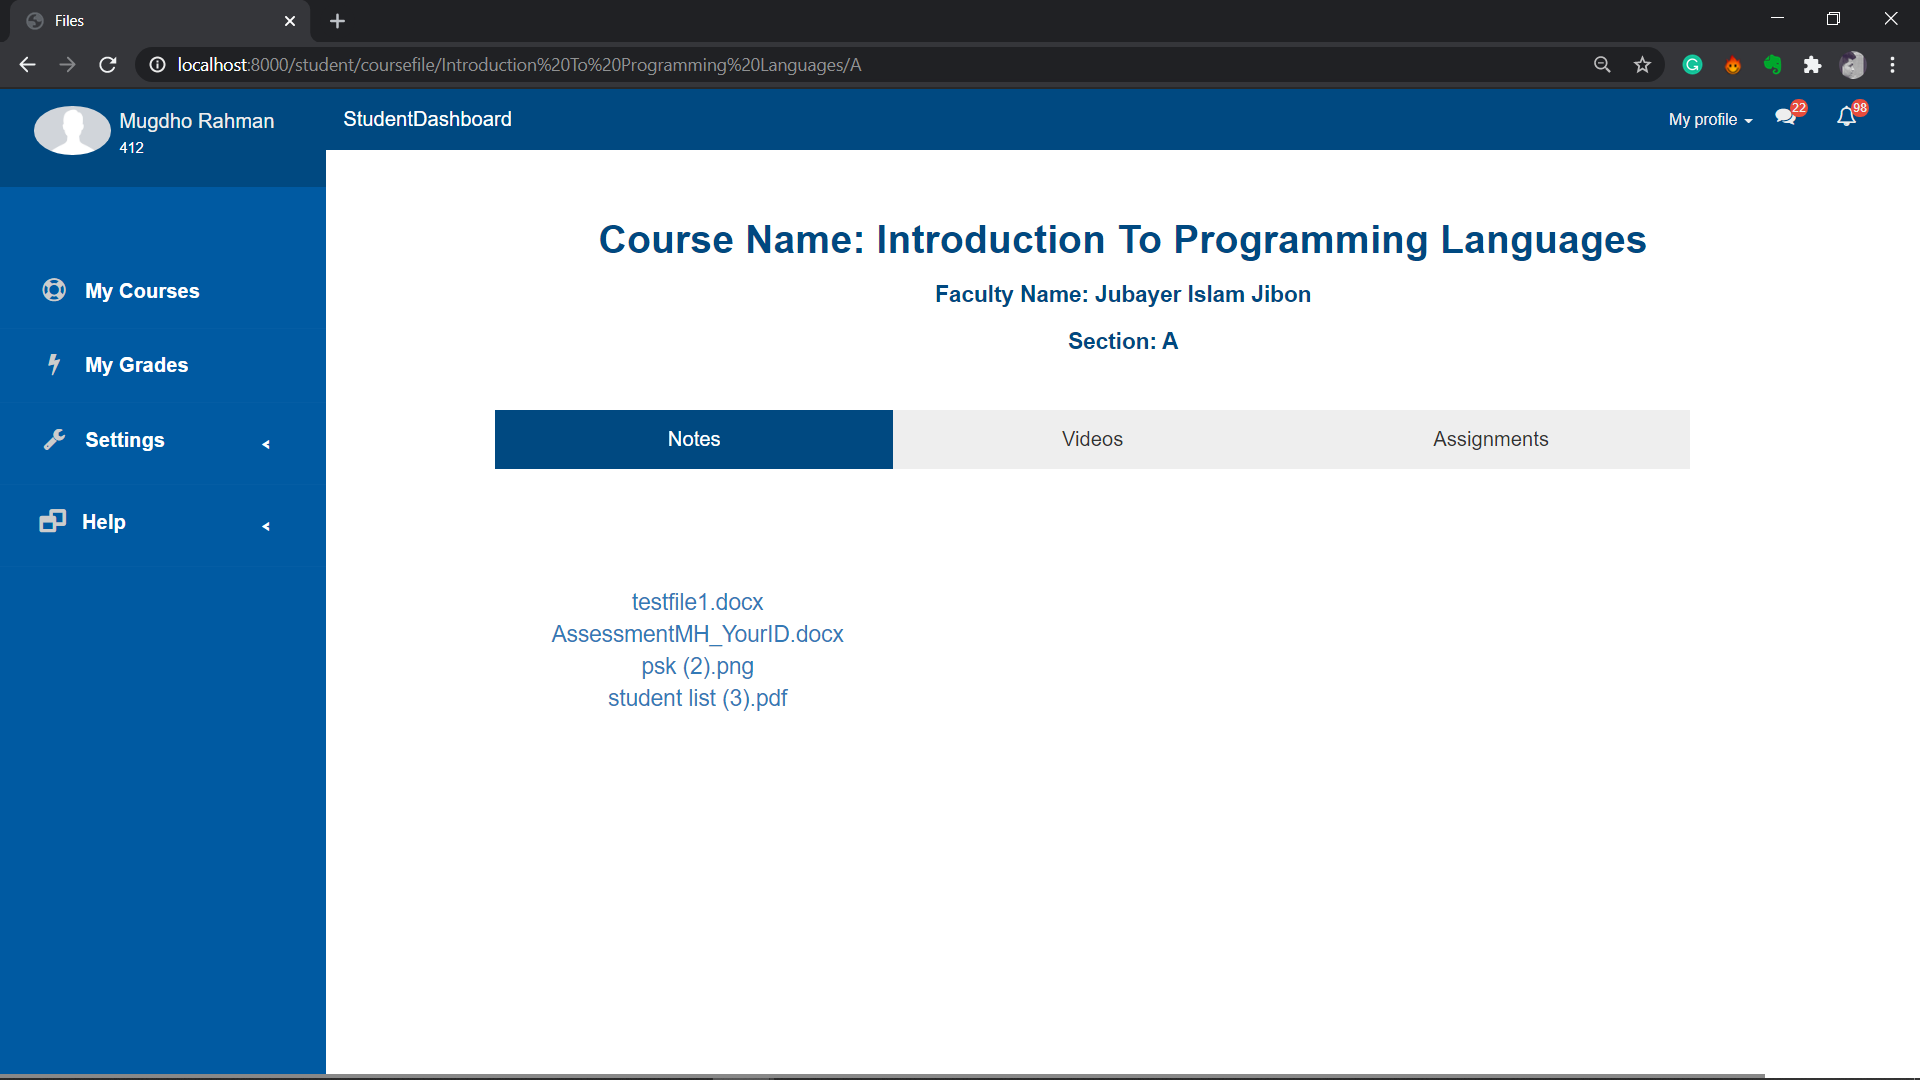 Files
localhost:8000/student/coursefile/Introduction%20To%20Programming%20Languages/A
Mugdho Rahman
412
StudentDashboard
My profile
22
98
My Courses
My Grades
Settings
Help
Course Name: Introduction To Programming Languages
Faculty Name: Jubayer Islam Jibon
Section: A
Notes Videos Assignments
testfile1.docx
AssessmentMH_YourID.docx
psk (2).png
student list (3).pdf